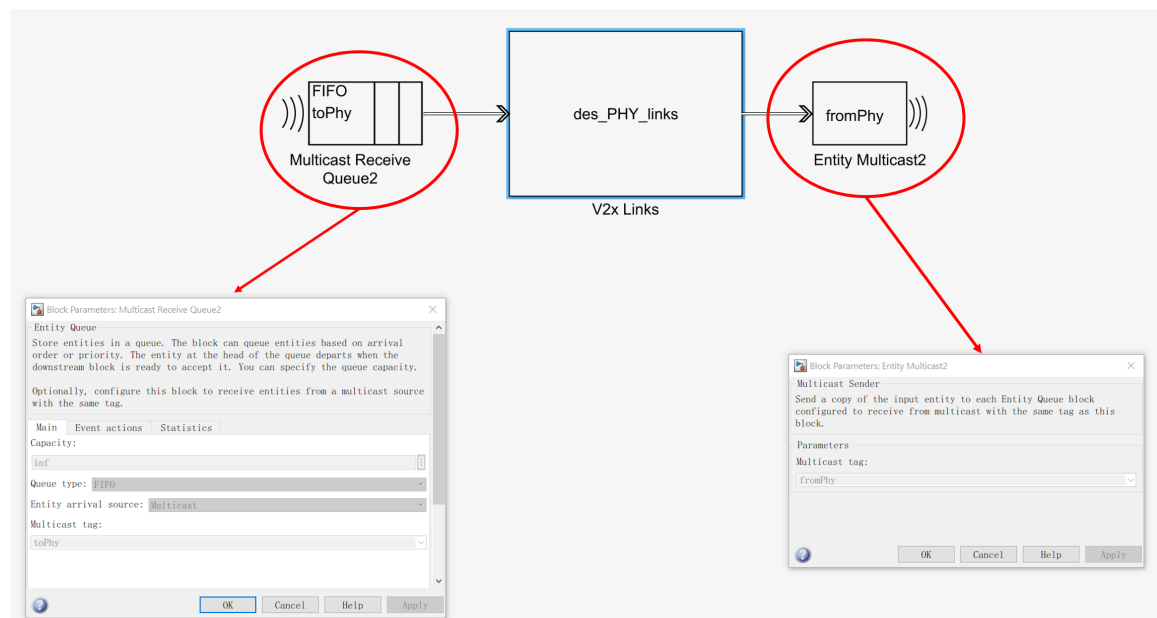 FIFO
toPhy
Multicast Receive
Queue2
des_PHY_links
V2x Links
fromPhy
Entity Multicast2
Block Parameters: Multicast Receive Queue2
Entity Queue
Store entities in a queue. The block can queue entities based on arrival
order or priority. The entity at the head of the queue departs when the
downstream block is ready to accept it. You can specify the queue capacity.
Optionally, configure this block to receive entities from a multicast source
with the same tag.
Main Event actions Statistics
Capacity:
inf
Queue type: FIFO
Entity arrival source: Multicast
Multicast tag:
toPhy
OK Cancel Help Apply
Block Parameters: Entity Multicast2
Multicast Sender
Send a copy of the input entity to each Entity Queue block
configured to receive from multicast with the same tag as this
block.
Parameters
Multicast tag:
fromPhy
OK Cancel Help Apply